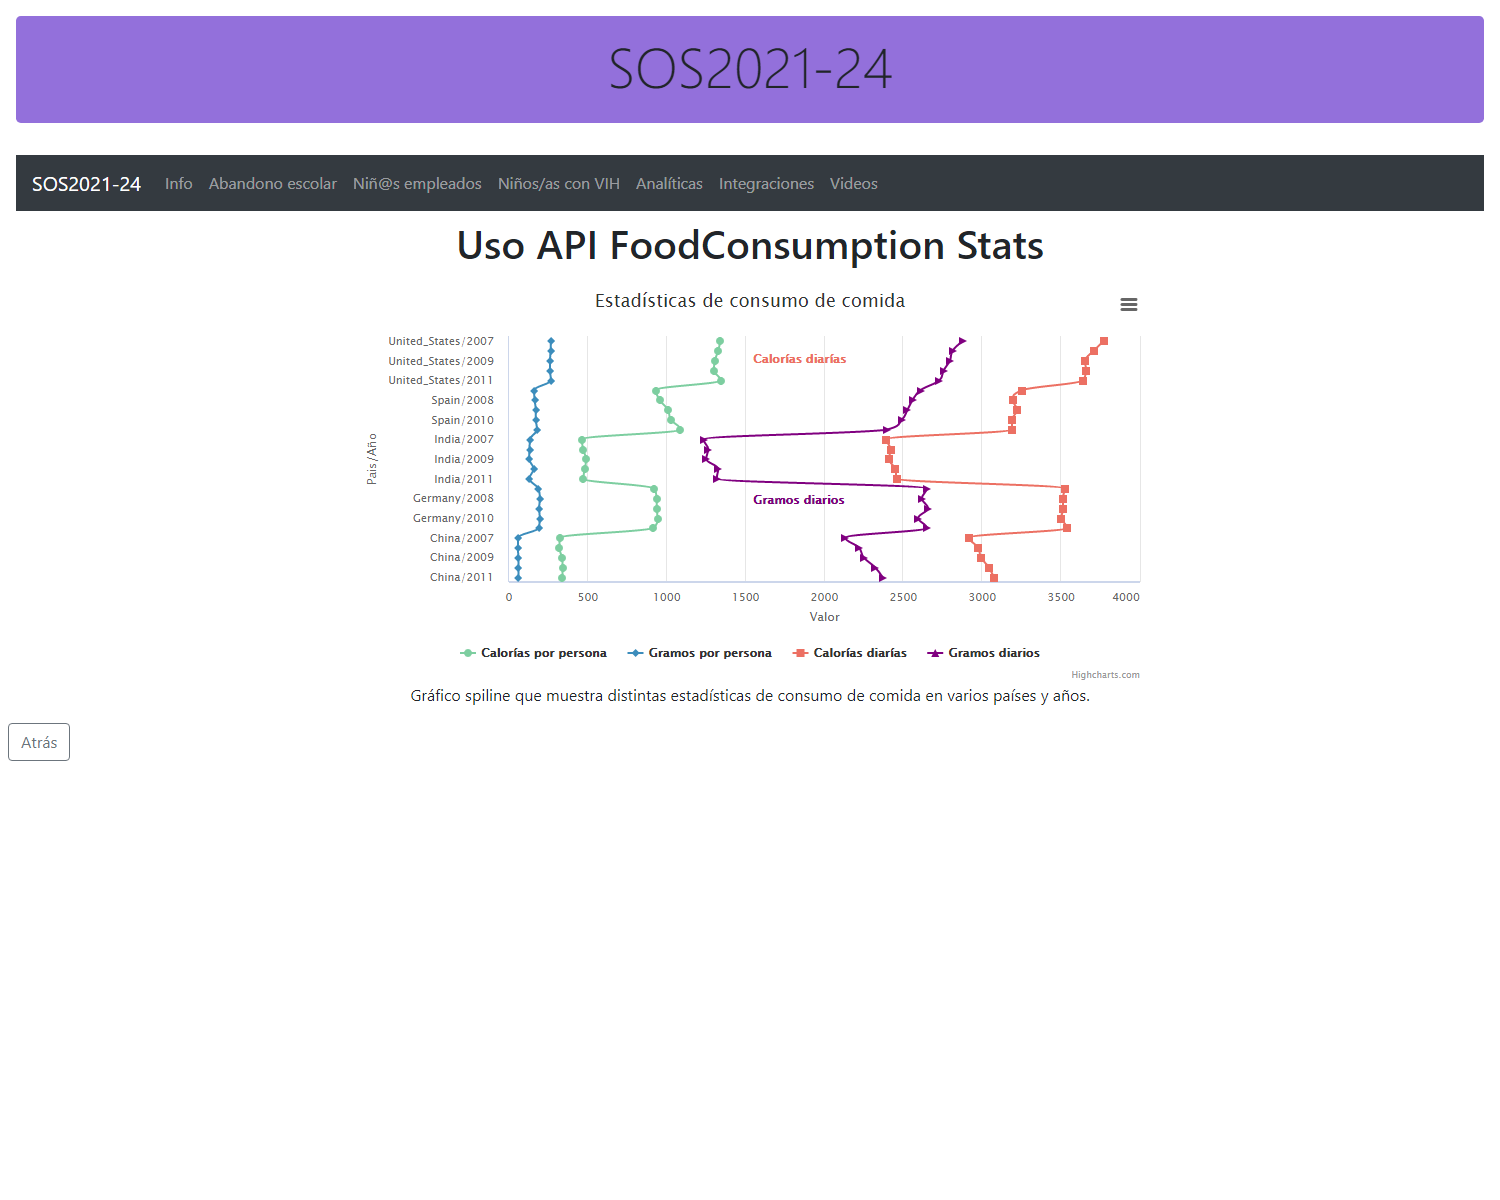 SOS2021-24
SOS2021-24 Info Abandono escolar Niñ@s empleados Niños/as con VIH Analíticas Integraciones Videos
Uso API FoodConsumption Stats
Estadísticas de consumo de comida
United_States/2007
Calorías diarías
United_States/2009
United_States/2011
Spain/2008
Spain/2010
India/2007
Pais/Año
India/2009
India/2011
Germany/2008
Gramos diarios
Germany/2010
China/2007
China/2009
China/2011
0 500 1000 1500 2000 2500 3000 3500 4000
Valor
Calorías por persona Gramos por persona Calorías diarías Gramos diarios
Highcharts.com
Gráfico spiline que muestra distintas estadísticas de consumo de comida en varios países y años.
Atrás